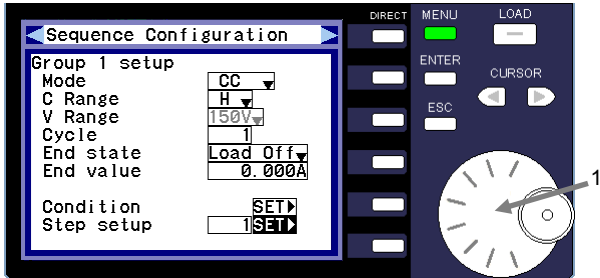 DIRECT
MENU
LOAD
Sequence Configuration
Group 1 setup
Mode CC
C Range H
V Range 150V
Cycle 1
End state Load Off
End value 0.000A
Condition SET
Step setup 1 SET
ENTER
CURSOR
ESC
1